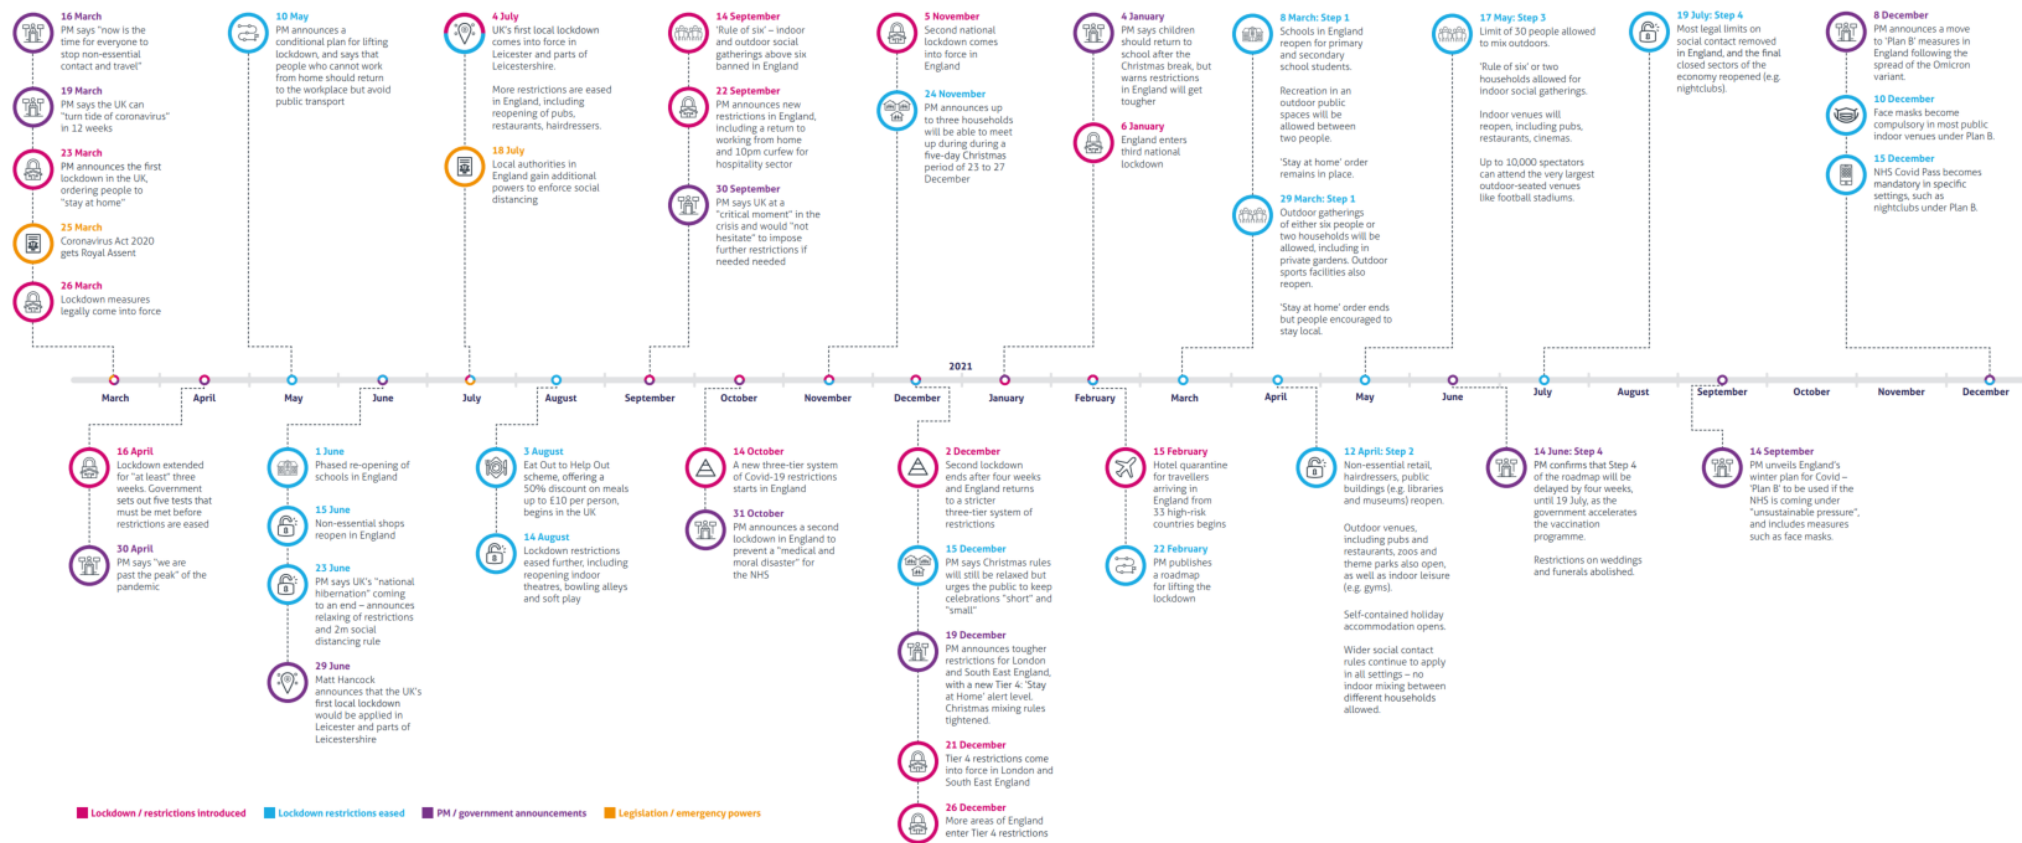 16 March
PM says "now is the
time for everyone to
stop non-essential
contact and travel"
19 March
PM says the UK can
"turn tide of coronavirus"
in 12 weeks
23 March
PM announces the first
lockdown in the UK,
ordering people to
"stay at home"
25 March
Coronavirus Act 2020
gets Royal Assent
26 March
Lockdown measures
legally come into force
10 May
PM announces a
conditional plan for lifting
lockdown, and says that
people who cannot work
from home should return
to the workplace but avoid
public transport
4 July
UK's first local lockdown
comes into force in
Leicester and parts of
Leicestershire.
More restrictions are eased
in England, including
reopening of pubs,
restaurants, hairdressers.
18 July
Local authorities in
England gain additional
powers to enforce social
distancing
14 September
'Rule of six' – indoor
and outdoor social
gatherings above six
banned in England
22 September
PM announces new
restrictions in England,
including a return to
working from home
and 10pm curfew for
hospitality sector
30 September
PM says UK at a
"critical moment" in the
crisis and would "not
hesitate" to impose
further restrictions if
needed needed
5 November
Second national
lockdown comes
into force in
England
24 November
PM announces up
to three households
will be able to meet
up during during a
five-day Christmas
period of 23 to 27
December
4 January
PM says children
should return to
school after the
Christmas break, but
warns restrictions
in England will get
tougher
6 January
England enters
third national
lockdown
8 March: Step 1
Schools in England
reopen for primary
and secondary
school students.
Recreation in an
outdoor public
spaces will be
allowed between
two people.
'Stay at home' order
remains in place.
29 March: Step 1
Outdoor gatherings
of either six people or
two households will be
allowed, including in
private gardens. Outdoor
sports facilities also
reopen.
'Stay at home' order ends
but people encouraged to
stay local.
17 May: Step 3
Limit of 30 people allowed
to mix outdoors.
'Rule of six' or two
households allowed for
indoor social gatherings.
Indoor venues will
reopen, including pubs,
restaurants, cinemas.
Up to 10,000 spectators
can attend the very largest
outdoor-seated venues
like football stadiums.
19 July: Step 4
Most legal limits on
social contact removed
in England, and the final
closed sectors of the
economy reopened (e.g.
nightclubs).
8 December
PM announces a move
to 'Plan B' measures in
England following the
spread of the Omicron
variant.
10 December
Face masks become
compulsory in most public
indoor venues under Plan B.
15 December
NHS Covid Pass becomes
mandatory in specific
settings, such as
nightclubs under Plan B.
2021
March April May June July August September October November December January February March April May June July August September October November December
16 April
Lockdown extended
for "at least" three
weeks. Government
sets out five tests that
must be met before
restrictions are eased
30 April
PM says "we are
past the peak" of the
pandemic
1 June
Phased re-opening of
schools in England
15 June
Non-essential shops
reopen in England
23 June
PM says UK's "national
hibernation" coming
to an end – announces
relaxing of restrictions
and 2m social
distancing rule
29 June
Matt Hancock
announces that the UK's
first local lockdown
would be applied in
Leicester and parts of
Leicestershire
3 August
Eat Out to Help Out
scheme, offering a
50% discount on meals
up to £10 per person,
begins in the UK
14 August
Lockdown restrictions
eased further, including
reopening indoor
theatres, bowling alleys
and soft play
14 October
A new three-tier system
of Covid-19 restrictions
starts in England
31 October
PM announces a second
lockdown in England to
prevent a "medical and
moral disaster" for
the NHS
2 December
Second lockdown
ends after four weeks
and England returns
to a stricter
three-tier system of
restrictions
15 December
PM says Christmas rules
will still be relaxed but
urges the public to keep
celebrations "short" and
"small"
19 December
PM announces tougher
restrictions for London
and South East England,
with a new Tier 4: 'Stay
at Home' alert level.
Christmas mixing rules
tightened.
21 December
Tier 4 restrictions come
into force in London and
South East England
26 December
More areas of England
enter Tier 4 restrictions
15 February
Hotel quarantine
for travellers
arriving in
England from
33 high-risk
countries begins
22 February
PM publishes
a roadmap
for lifting the
lockdown
12 April: Step 2
Non-essential retail,
hairdressers, public
buildings (e.g. libraries
and museums) reopen.
Outdoor venues,
including pubs and
restaurants, zoos and
theme parks also open,
as well as indoor leisure
(e.g. gyms).
Self-contained holiday
accommodation opens.
Wider social contact
rules continue to apply
in all settings – no
indoor mixing between
different households
allowed.
14 June: Step 4
PM confirms that Step 4
of the roadmap will be
delayed by four weeks,
until 19 July, as the
government accelerates
the vaccination
programme.
Restrictions on weddings
and funerals abolished.
14 September
PM unveils England's
winter plan for Covid –
'Plan B' to be used if the
NHS is coming under
"unsustainable pressure",
and includes measures
such as face masks.
Lockdown / restrictions introduced
Lockdown restrictions eased
PM / government announcements
Legislation / emergency powers